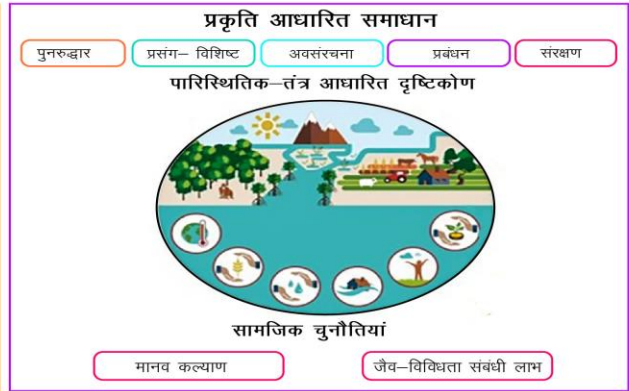 प्रकृति आधारित समाधान
पुनरुद्धार प्रसंग– विशिष्ट अवसंरचना प्रबंधन संरक्षण
पारिस्थितिक–तंत्र आधारित दृष्टिकोण
सामजिक चुनौतियां
मानव कल्याण जैव–विविधता संबंधी लाभ